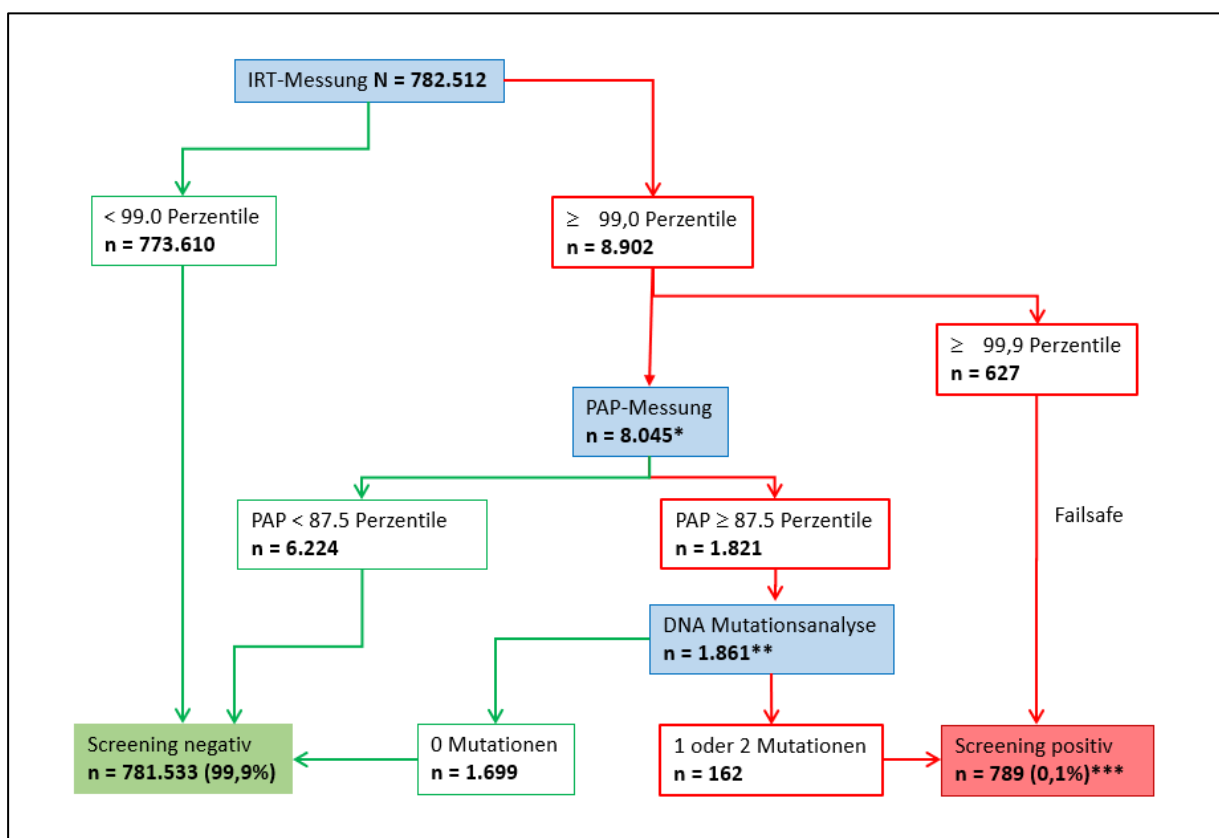 IRT-Messung N = 782.512
< 99.0 Perzentile
n = 773.610
≥ 99,0 Perzentile
n = 8.902
≥ 99,9 Perzentile
n = 627
PAP-Messung
n = 8.045*
PAP < 87.5 Perzentile
n = 6.224
PAP ≥ 87.5 Perzentile
n = 1.821
Failsafe
DNA Mutationsanalyse
n = 1.861**
Screening negativ
n = 781.533 (99,9%)
0 Mutationen
n = 1.699
1 oder 2 Mutationen
n = 162
Screening positiv
n = 789 (0,1%)***